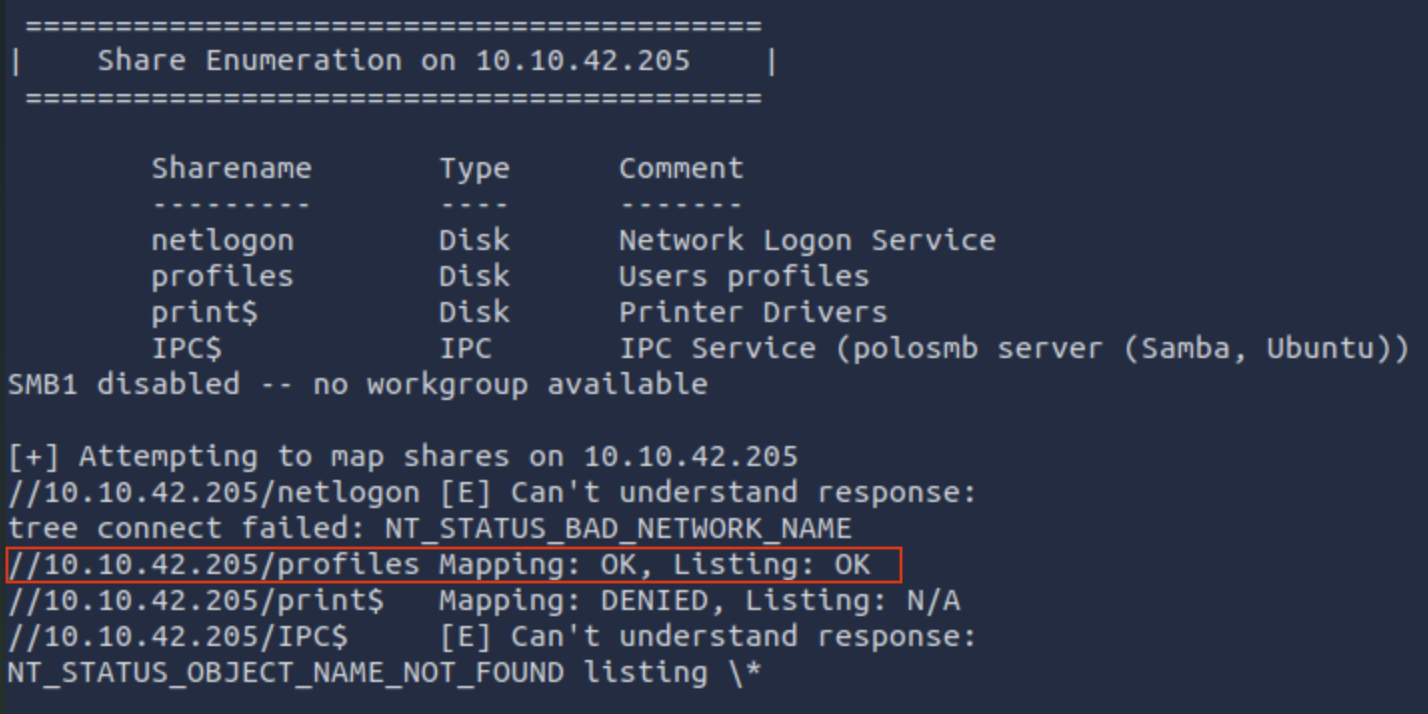 =========================================
|    Share Enumeration on 10.10.42.205    |
=========================================
Sharename       Type      Comment
---------       ----      -------
netlogon        Disk      Network Logon Service
profiles        Disk      Users profiles
print$          Disk      Printer Drivers
IPC$            IPC       IPC Service (polosmb server (Samba, Ubuntu))
SMB1 disabled -- no workgroup available
[+] Attempting to map shares on 10.10.42.205
//10.10.42.205/netlogon [E] Can't understand response:
tree connect failed: NT_STATUS_BAD_NETWORK_NAME
//10.10.42.205/profiles Mapping: OK, Listing: OK
//10.10.42.205/print$   Mapping: DENIED, Listing: N/A
//10.10.42.205/IPC$     [E] Can't understand response:
NT_STATUS_OBJECT_NAME_NOT_FOUND listing \*